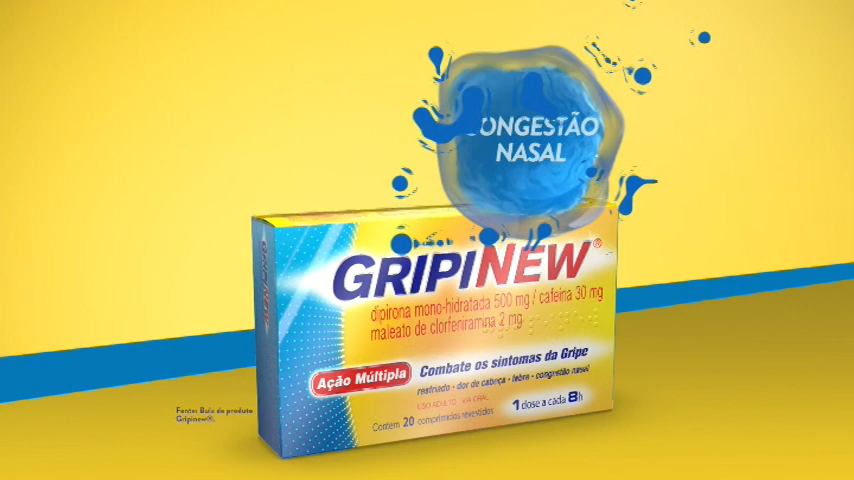 CONGESTÃO
NASAL
GRIPINEW®
dipirona mono-hidratada 500 mg / cafeína 30 mg
maleato de clorfeniramina 2 mg
Ação Múltipla
Combate os sintomas da Gripe
resfriado • dor de cabeça • febre • congestão nasal
USO ADULTO VIA ORAL
Contém 20 comprimidos revestidos
1 dose a cada 8h
GRIPINEW
Fonte: Bula do produto
Gripinew®.